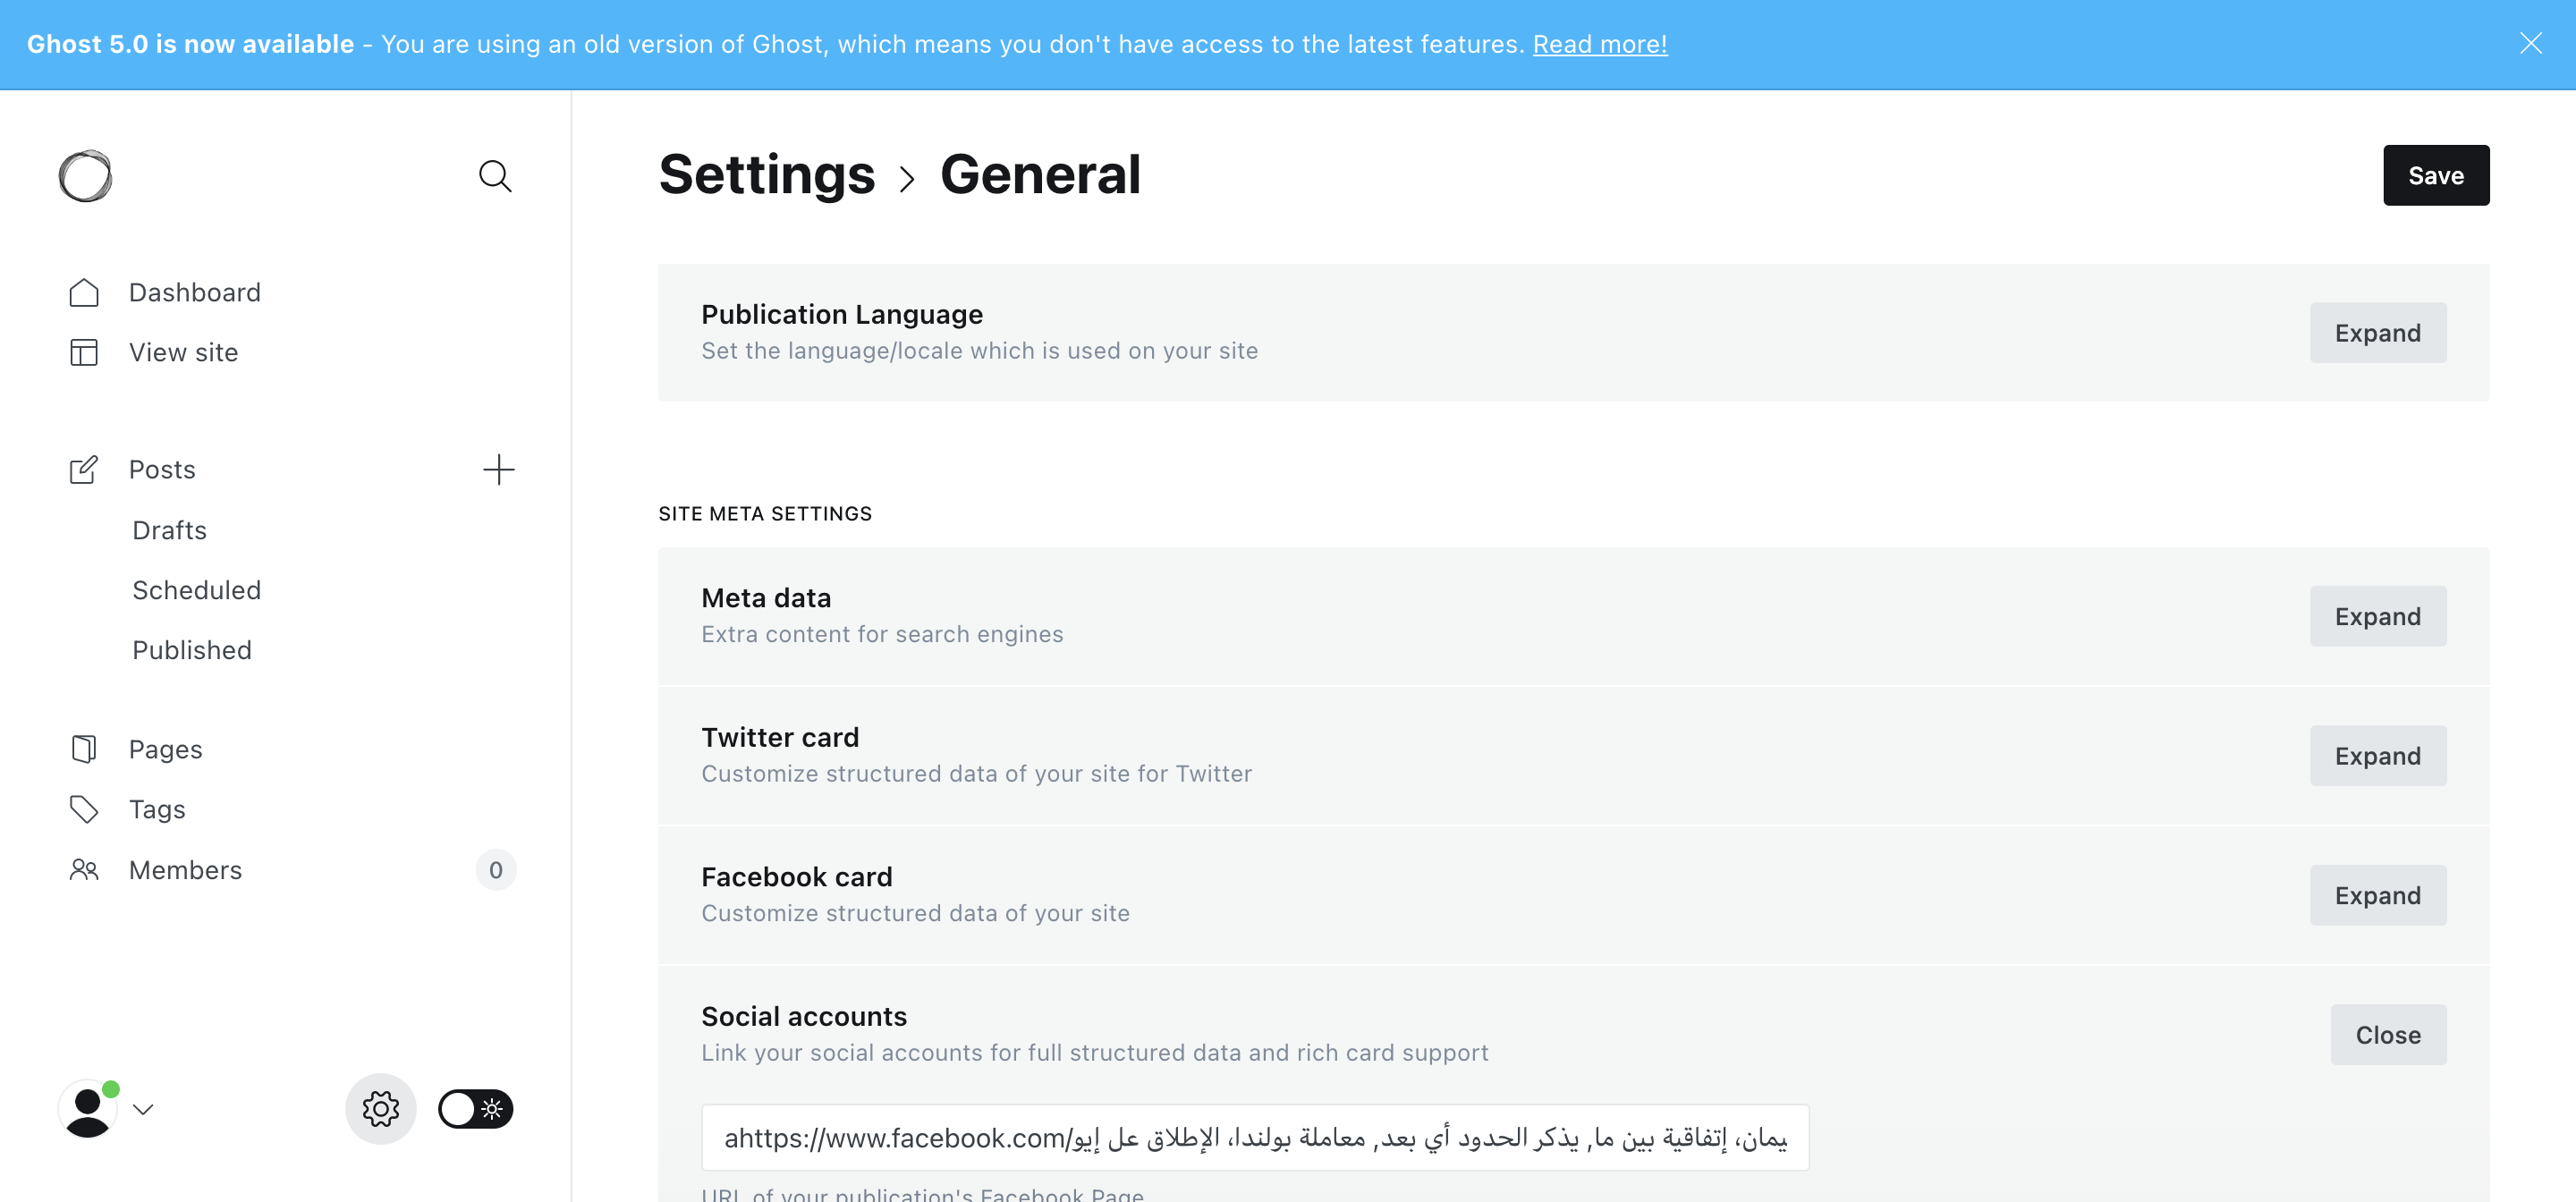 Ghost 5.0 is now available - You are using an old version of Ghost, which means you don't have access to the latest features. Read more!
Settings › General
Save
Dashboard
View site
Posts
Drafts
Scheduled
Published
Pages
Tags
Members
0
Publication Language
Set the language/locale which is used on your site
Expand
SITE META SETTINGS
Meta data
Extra content for search engines
Expand
Twitter card
Customize structured data of your site for Twitter
Expand
Facebook card
Customize structured data of your site
Expand
Social accounts
Link your social accounts for full structured data and rich card support
Close
ahttps://www.facebook.com/يمان، إتفاقية بين ما, يذكر الحدود أي بعد, معاملة بولندا، الإطلاق عل إيو
URL of your publication's Facebook Page